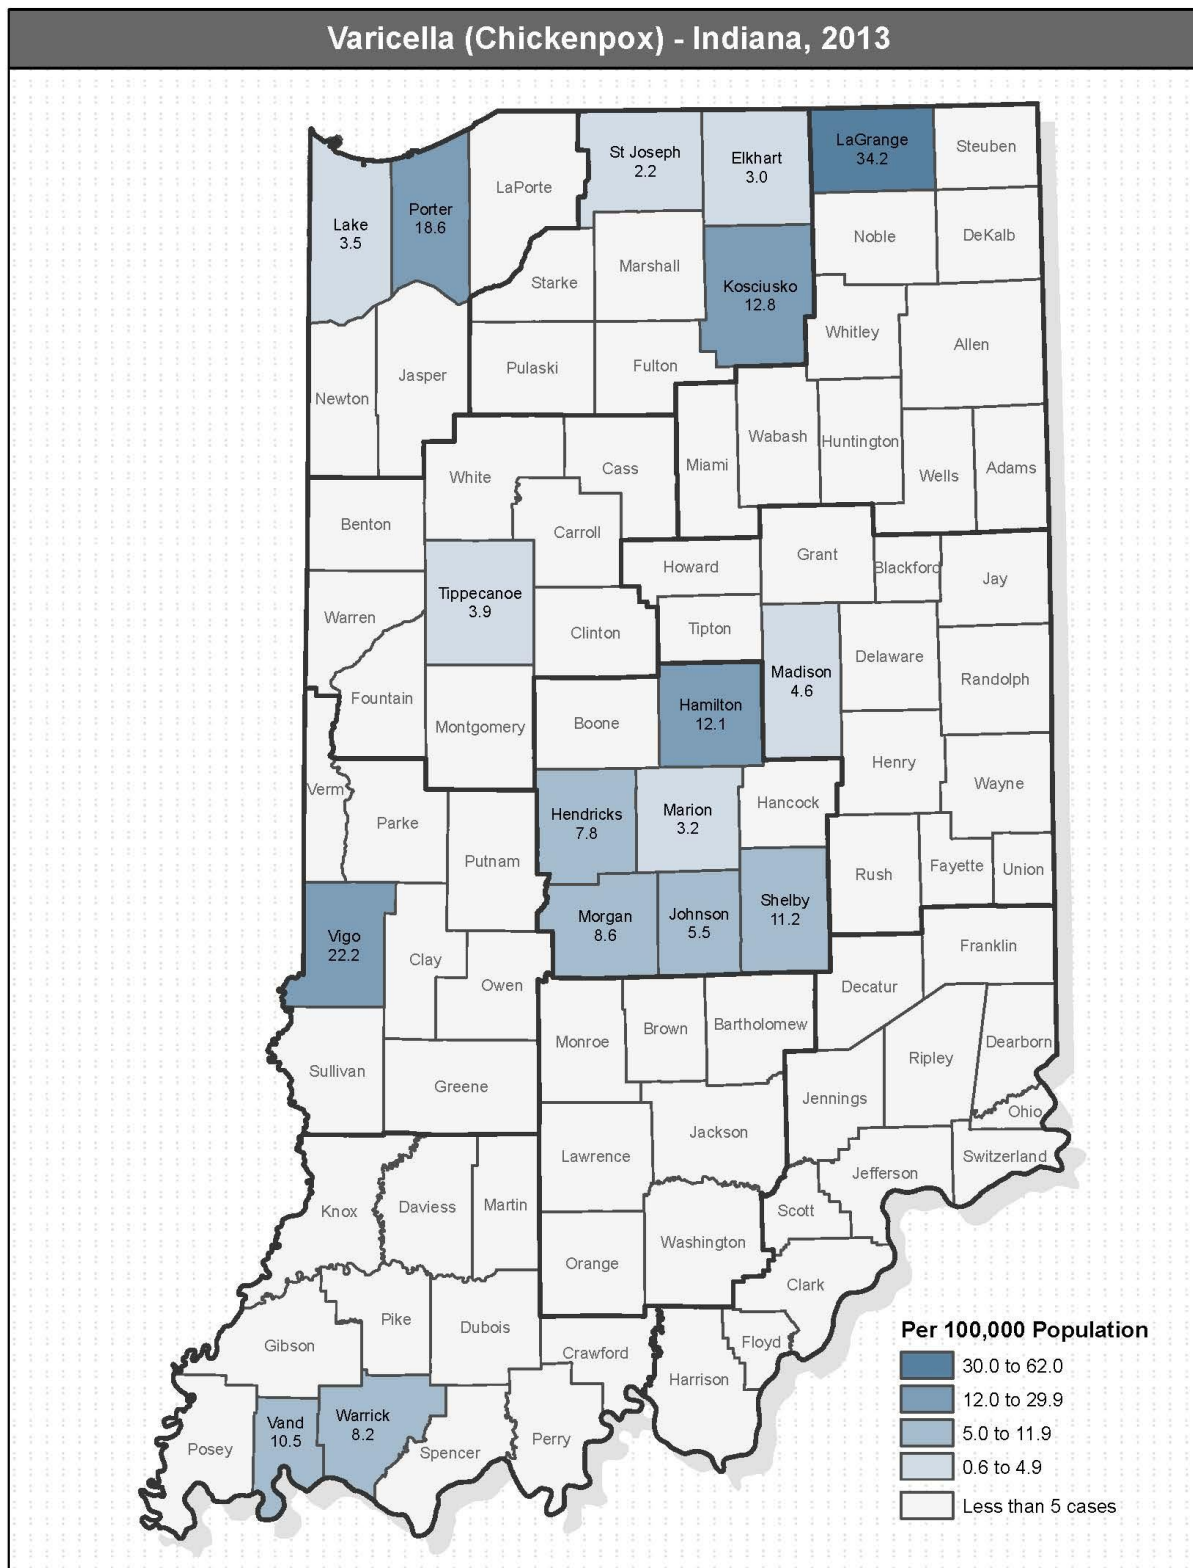 Varicella (Chickenpox) - Indiana, 2013
LaGrange
34.2
Steuben
St Joseph
2.2
Elkhart
3.0
LaPorte
Porter
18.6
Lake
3.5
Noble
DeKalb
Marshall
Starke
Kosciusko
12.8
Whitley
Allen
Pulaski
Fulton
Jasper
Newton
Wabash
Huntington
Miami
Cass
White
Wells
Adams
Benton
Carroll
Grant
Howard
Blackford
Jay
Tippecanoe
3.9
Warren
Clinton
Tipton
Delaware
Madison
4.6
Randolph
Fountain
Montgomery
Boone
Hamilton
12.1
Henry
Wayne
Verm
Parke
Hendricks
7.8
Marion
3.2
Hancock
Putnam
Rush
Fayette
Union
Shelby
11.2
Morgan
8.6
Johnson
5.5
Vigo
22.2
Clay
Owen
Franklin
Decatur
Monroe
Brown
Bartholomew
Dearborn
Ripley
Sullivan
Greene
Jennings
Ohio
Jackson
Lawrence
Switzerland
Jefferson
Knox
Daviess
Martin
Scott
Washington
Orange
Clark
Pike
Dubois
Gibson
Crawford
Floyd
Harrison
Vand
10.5
Warrick
8.2
Posey
Spencer
Perry
Per 100,000 Population
30.0 to 62.0
12.0 to 29.9
5.0 to 11.9
0.6 to 4.9
Less than 5 cases